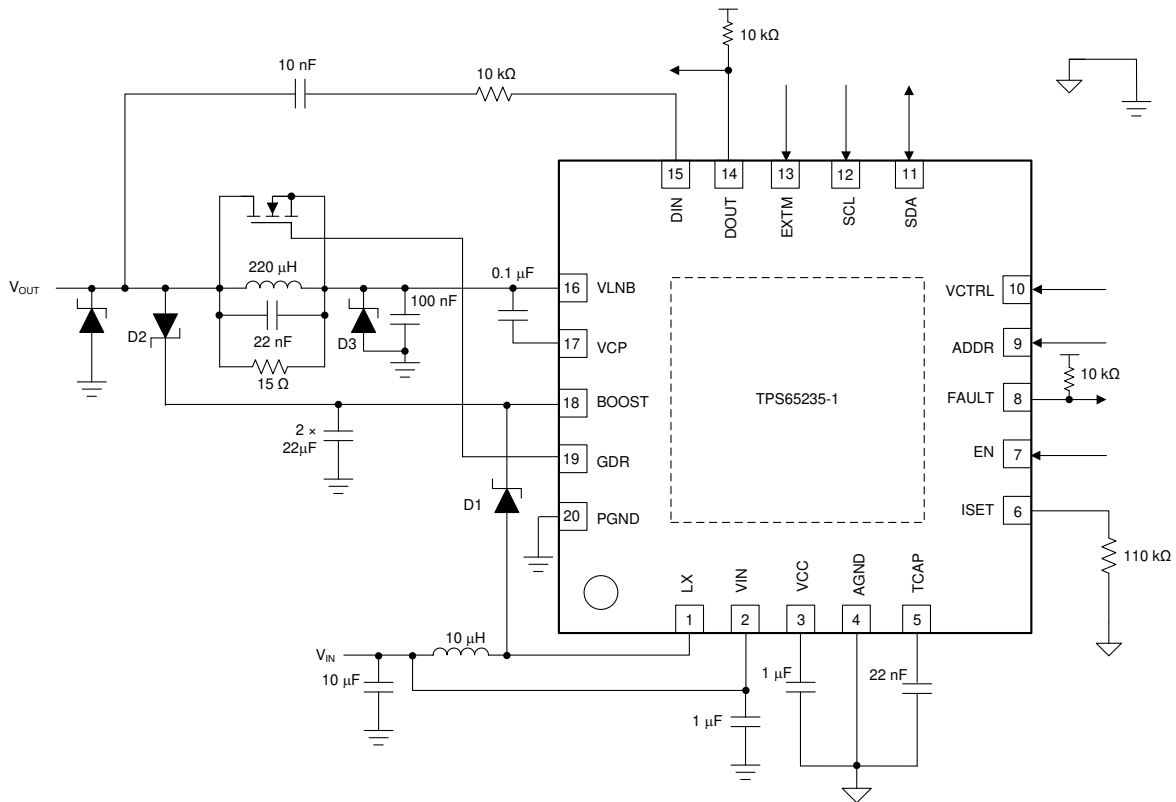 10 kΩ
10 nF
10 kΩ
15
14
13
12
11
DIN
DOUT
EXTM
SCL
SDA
220 μH
0.1 μF
VOUT
16
VLNB
VCTRL
10
100 nF
D2
22 nF
D3
17
VCP
ADDR
9
15 Ω
10 kΩ
18
BOOST
TPS65235-1
FAULT
8
2 ×
22μF
19
GDR
EN
7
D1
20
PGND
ISET
6
110 kΩ
LX
VIN
VCC
AGND
TCAP
1
2
3
4
5
10 μH
VIN
10 μF
1 μF
22 nF
1 μF